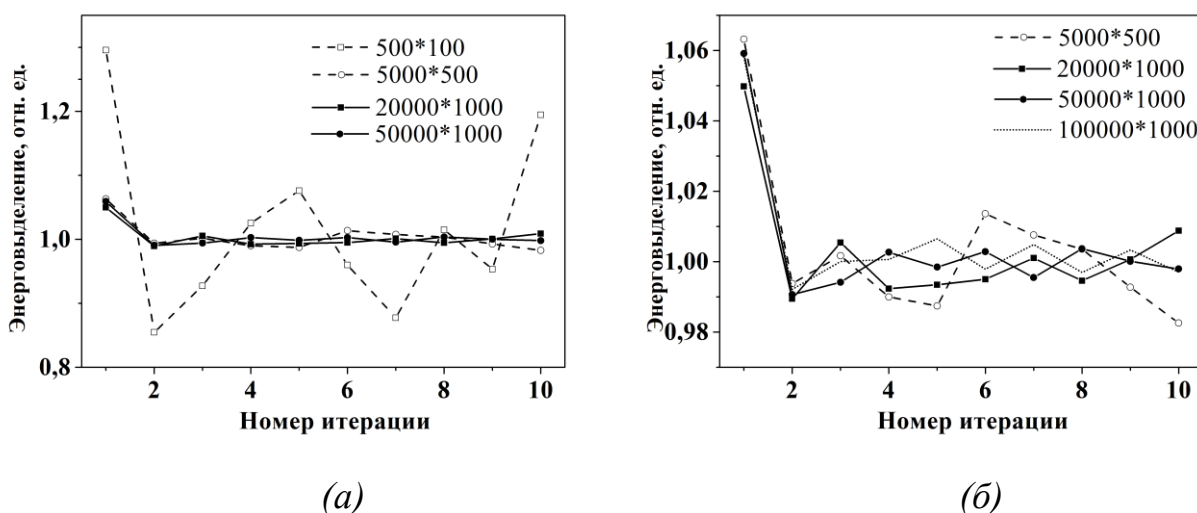 Энерговыделение, отн. ед.
1,2
1,0
0,8
500*100
5000*500
20000*1000
50000*1000
2 4 6 8 10
Номер итерации
(а)
Энерговыделение, отн. ед.
1,06
1,04
1,02
1,00
0,98
5000*500
20000*1000
50000*1000
100000*1000
2 4 6 8 10
Номер итерации
(б)